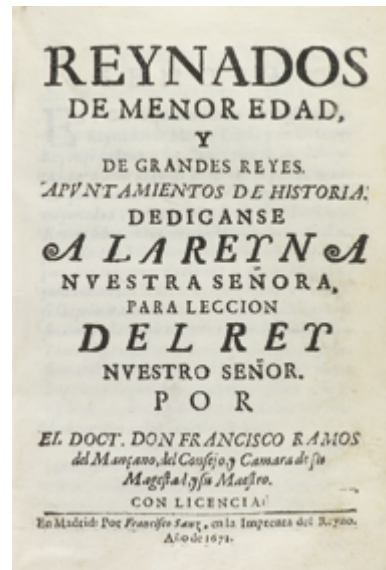 REYNADOS
DE MENOR EDAD,
Y
DE GRANDES REYES.
APVNTAMIENTOS DE HISTORIA.
DEDICANSE
A LA REYNA
NVESTRA SEÑORA,
PARA LECCION
DEL REY
NVESTRO SEÑOR.
POR
EL DOCT. DON FRANCISCO RAMOS
del Mançano, del Consejo, y Camara de su
Magestad, y su Maestro.
CON LICENCIA:
En Madrid: Por Francisco Sanz, en la Imprenta del Reyno.
Año de 1671.